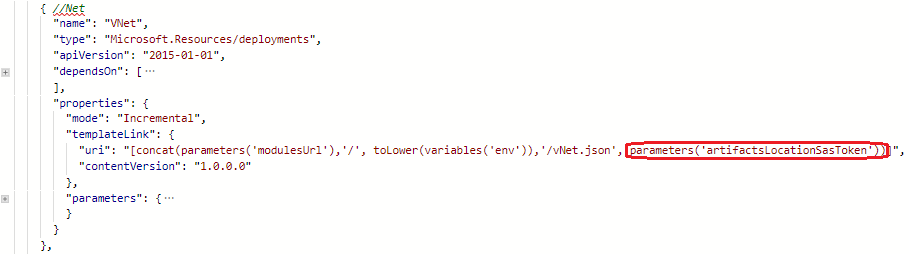 { //Net
"name": "VNet",
"type": "Microsoft.Resources/deployments",
"apiVersion": "2015-01-01",
"dependsOn": [ ...
],
"properties": {
"mode": "Incremental",
"templateLink": {
"uri": "[concat(parameters('modulesUrl'),'/', toLower(variables('env')),'/vNet.json', parameters('artifactsLocationSasToken'))]",
"contentVersion": "1.0.0.0"
},
"parameters": { ...
}
}
},